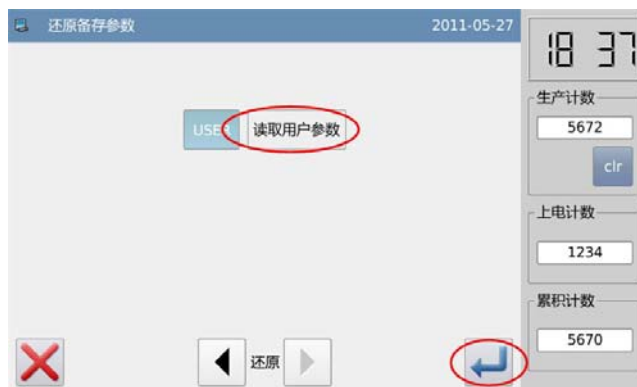 还原备存参数 2011-05-27
18 37
USER 读取用户参数
生产计数
5672
clr
上电计数
1234
累积计数
5670
还原